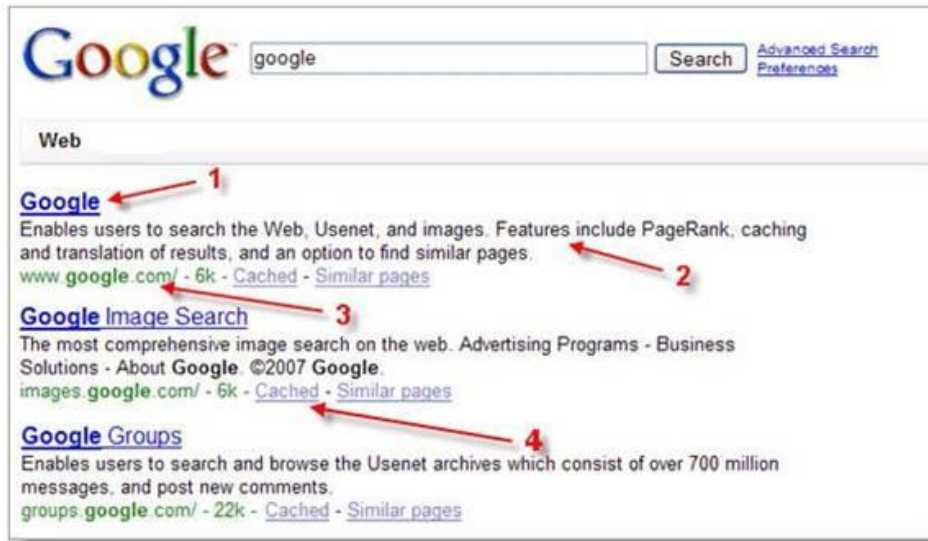 Google™ google Search Advanced Search
Preferences
Web
1
Google
Enables users to search the Web, Usenet, and images. Features include PageRank, caching
and translation of results, and an option to find similar pages.
2
www.google.com/ - 6k - Cached - Similar pages
3
Google Image Search
The most comprehensive image search on the web. Advertising Programs - Business
Solutions - About Google. ©2007 Google.
images.google.com/ - 6k - Cached - Similar pages
4
Google Groups
Enables users to search and browse the Usenet archives which consist of over 700 million
messages, and post new comments.
groups.google.com/ - 22k - Cached - Similar pages